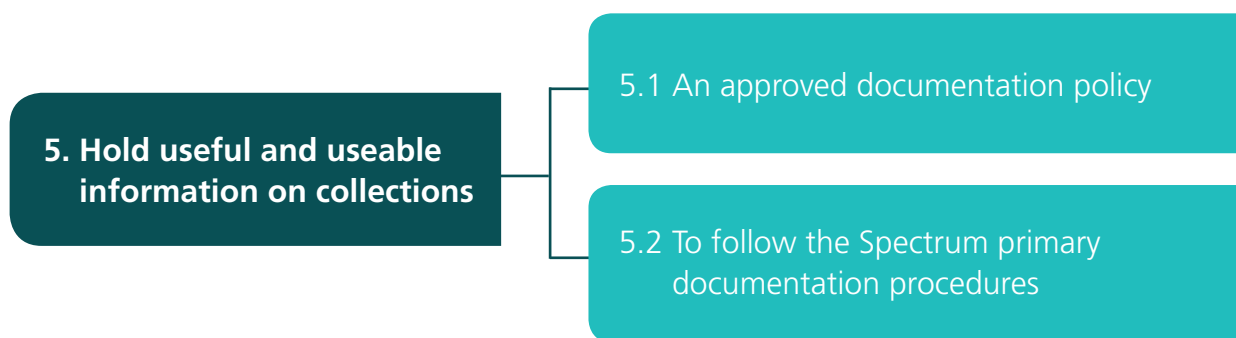 5. Hold useful and useable
information on collections
5.1 An approved documentation policy
5.2 To follow the Spectrum primary
documentation procedures